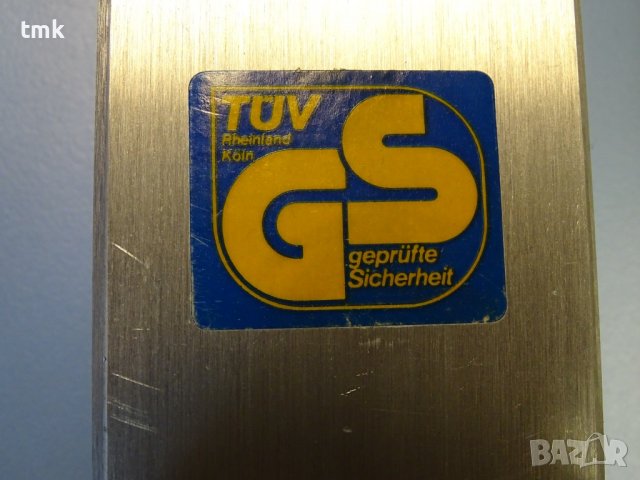 tmk
TÜV
Rheinland
Köln
GS
geprüfte
Sicherheit
BAZAR